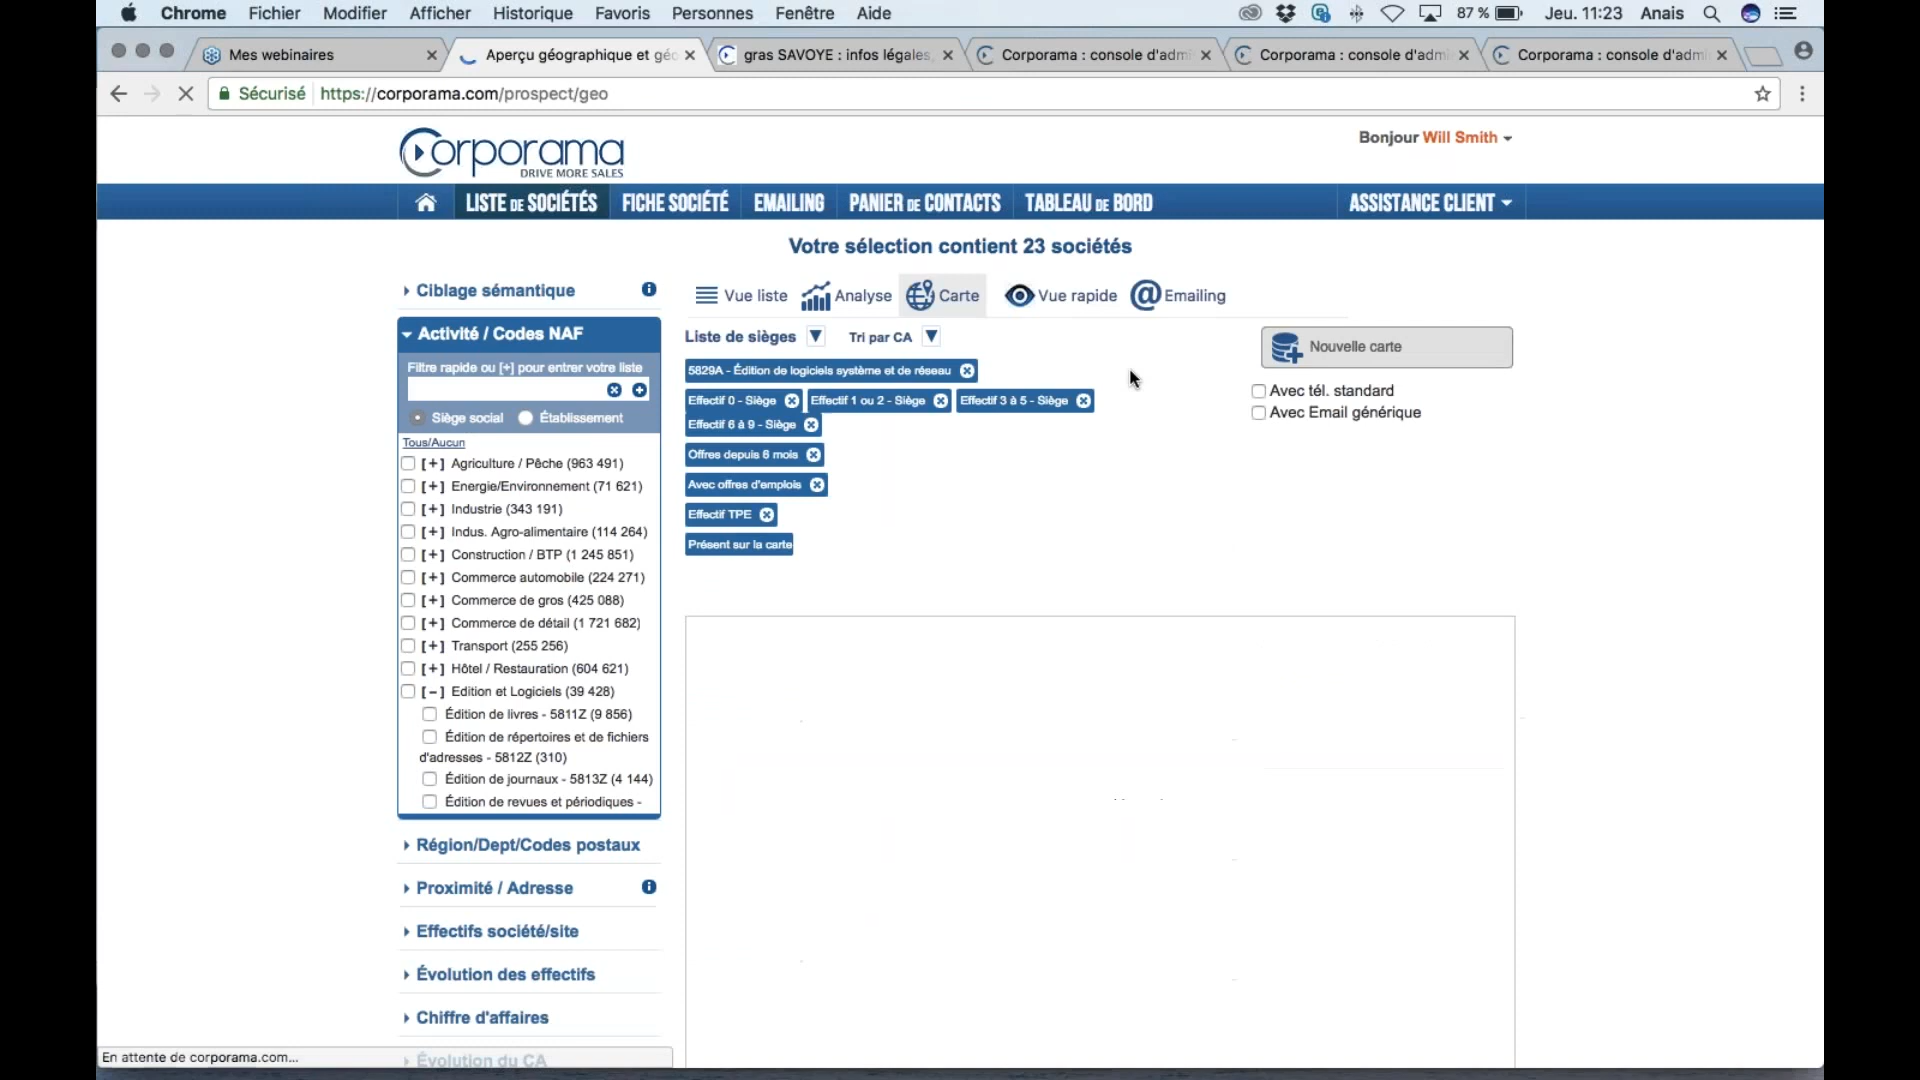 Chrome Fichier Modifier Afficher Historique Favoris Personnes Fenêtre Aide 87 % Jeu. 11:23 Anais
Mes webinaires
Aperçu géographique et géo
gras SAVOYE : infos légales,
Corporama : console d'admi
Corporama : console d'admi
Corporama : console d'admi
Sécurisé https://corporama.com/prospect/geo
Corporama
DRIVE MORE SALES
Bonjour Will Smith
LISTE DE SOCIÉTÉS FICHE SOCIÉTÉ EMAILING PANIER DE CONTACTS TABLEAU DE BORD ASSISTANCE CLIENT
Votre sélection contient 23 sociétés
Ciblage sémantique
Activité / Codes NAF
Filtre rapide ou [+] pour entrer votre liste
Siège social Établissement
Tous/Aucun
[+] Agriculture / Pêche (963 491)
[+] Energie/Environnement (71 621)
[+] Industrie (343 191)
[+] Indus. Agro-alimentaire (114 264)
[+] Construction / BTP (1 245 851)
[+] Commerce automobile (224 271)
[+] Commerce de gros (425 088)
[+] Commerce de détail (1 721 682)
[+] Transport (255 256)
[+] Hôtel / Restauration (604 621)
[–] Edition et Logiciels (39 428)
Édition de livres - 5811Z (9 856)
Édition de répertoires et de fichiers
d'adresses - 5812Z (310)
Édition de journaux - 5813Z (4 144)
Édition de revues et périodiques -
Région/Dept/Codes postaux
Proximité / Adresse
Effectifs société/site
Évolution des effectifs
Chiffre d'affaires
Évolution du CA
Vue liste Analyse Carte Vue rapide @ Emailing
Liste de sièges Tri par CA
5829A - Édition de logiciels système et de réseau
Effectif 0 - Siège Effectif 1 ou 2 - Siège Effectif 3 à 5 - Siège
Effectif 6 à 9 - Siège
Offres depuis 6 mois
Avec offres d'emplois
Effectif TPE
Présent sur la carte
Nouvelle carte
Avec tél. standard
Avec Email générique
En attente de corporama.com...